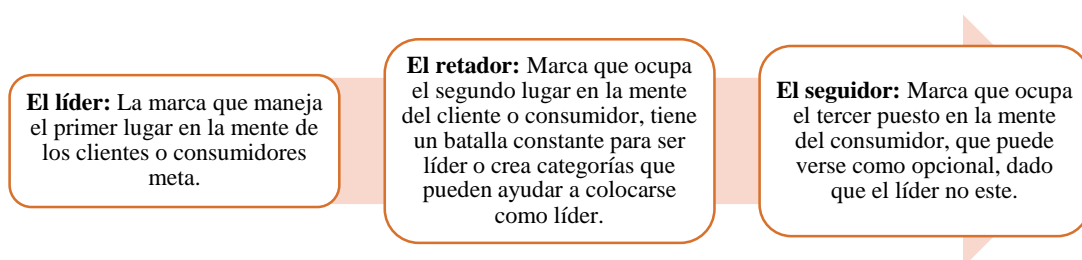 El líder: La marca que maneja
el primer lugar en la mente de
los clientes o consumidores
meta.
El retador: Marca que ocupa
el segundo lugar en la mente
del cliente o consumidor, tiene
un batalla constante para ser
líder o crea categorías que
pueden ayudar a colocarse
como líder.
El seguidor: Marca que ocupa
el tercer puesto en la mente
del consumidor, que puede
verse como opcional, dado
que el líder no este.